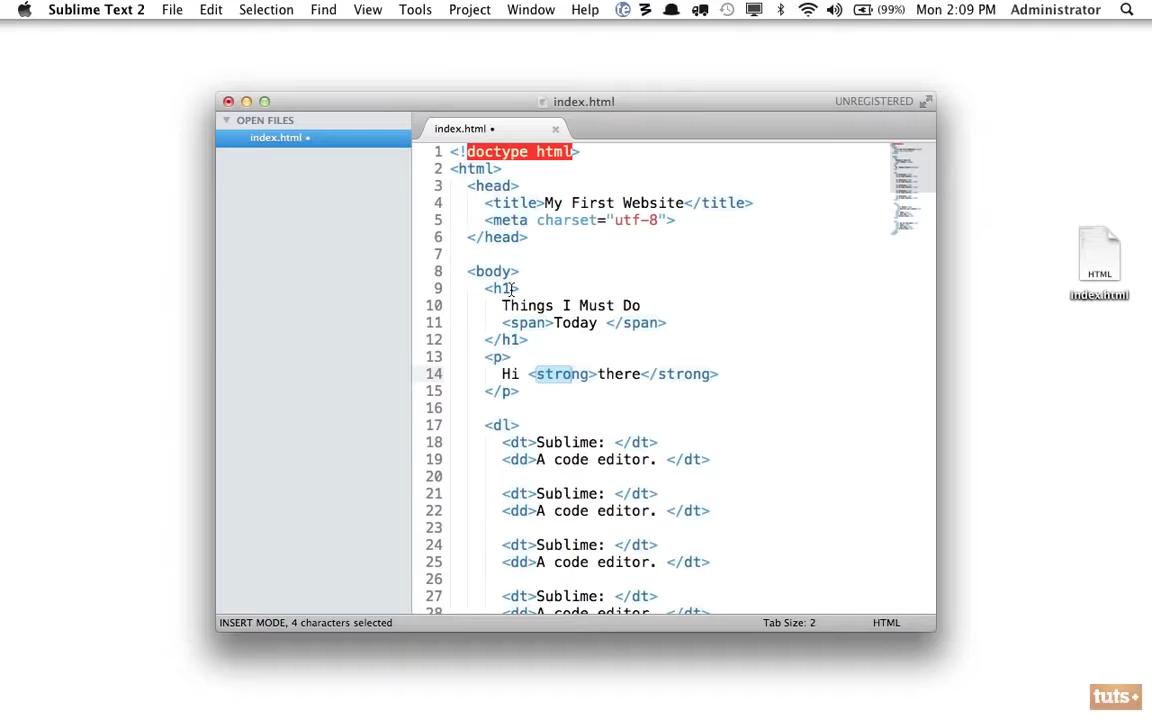 Sublime Text 2 File Edit Selection Find View Tools Project Window Help (99%) Mon 2:09 PM Administrator
index.html UNREGISTERED
OPEN FILES
index.html •
index.html •
1 <!doctype html>
2 <html>
3 <head>
4 <title>My First Website</title>
5 <meta charset="utf-8">
6 </head>
7
8 <body>
9 <h1>
10 Things I Must Do
11 <span>Today </span>
12 </h1>
13 <p>
14 Hi <strong>there</strong>
15 </p>
16
17 <dl>
18 <dt>Sublime: </dt>
19 <dd>A code editor. </dd>
20
21 <dt>Sublime: </dt>
22 <dd>A code editor. </dd>
23
24 <dt>Sublime: </dt>
25 <dd>A code editor. </dd>
26
27 <dt>Sublime: </dt>
28 <dd>A code editor. </dd>
HTML
index.html
INSERT MODE, 4 characters selected Tab Size: 2 HTML
tuts+